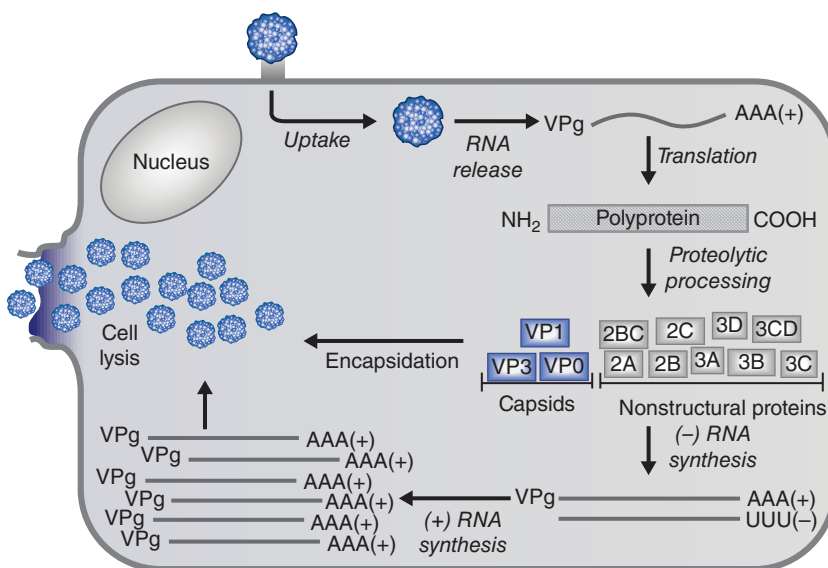 Uptake
RNA
release
VPg
AAA(+)
Nucleus
Translation
NH2
Polyprotein
COOH
Proteolytic
processing
2BC
2C
3D
3CD
VP1
VP3
VP0
2A
2B
3A
3B
3C
Cell
lysis
Encapsidation
Capsids
Nonstructural proteins
(–) RNA
synthesis
VPg
AAA(+)
VPg
AAA(+)
VPg
AAA(+)
VPg
AAA(+)
VPg
AAA(+)
VPg
AAA(+)
(+) RNA
synthesis
VPg
AAA(+)
UUU(–)